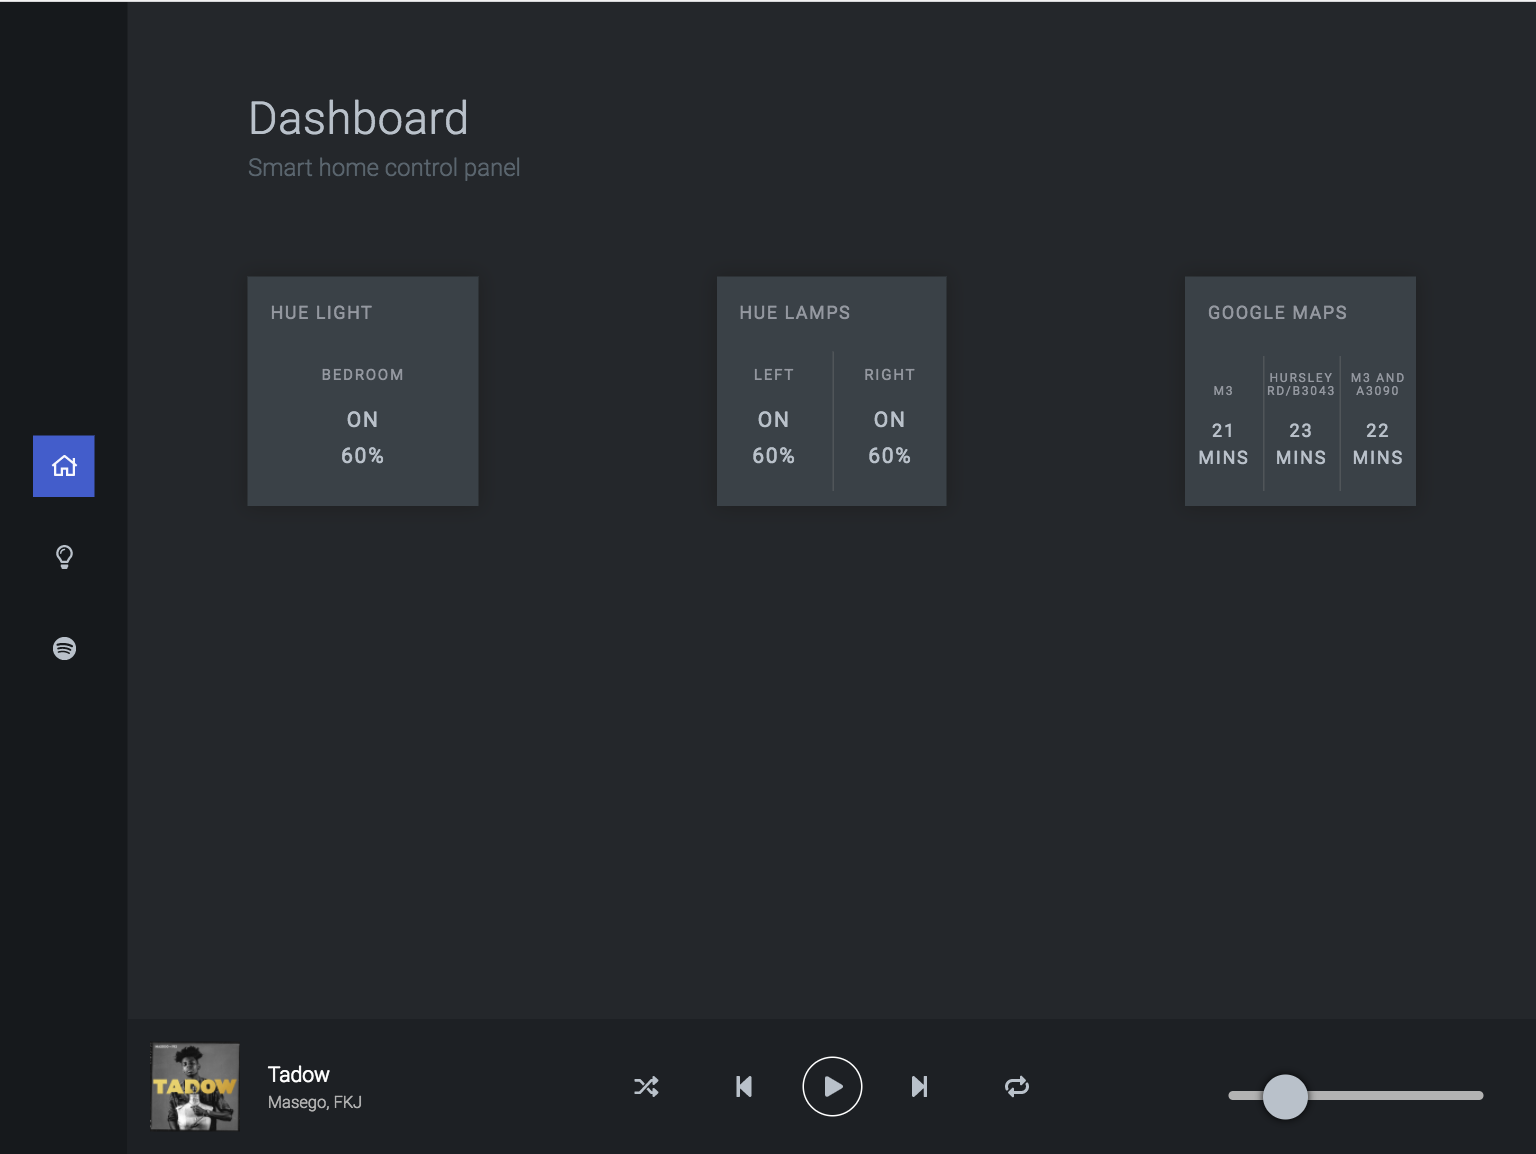 Dashboard
Smart home control panel
HUE LIGHT
BEDROOM
ON
60%
HUE LAMPS
LEFT
ON
60%
RIGHT
ON
60%
GOOGLE MAPS
M3
21
MINS
HURSLEY
RD/B3043
23
MINS
M3 AND
A3090
22
MINS
TADOW
Tadow
Masego, FKJ